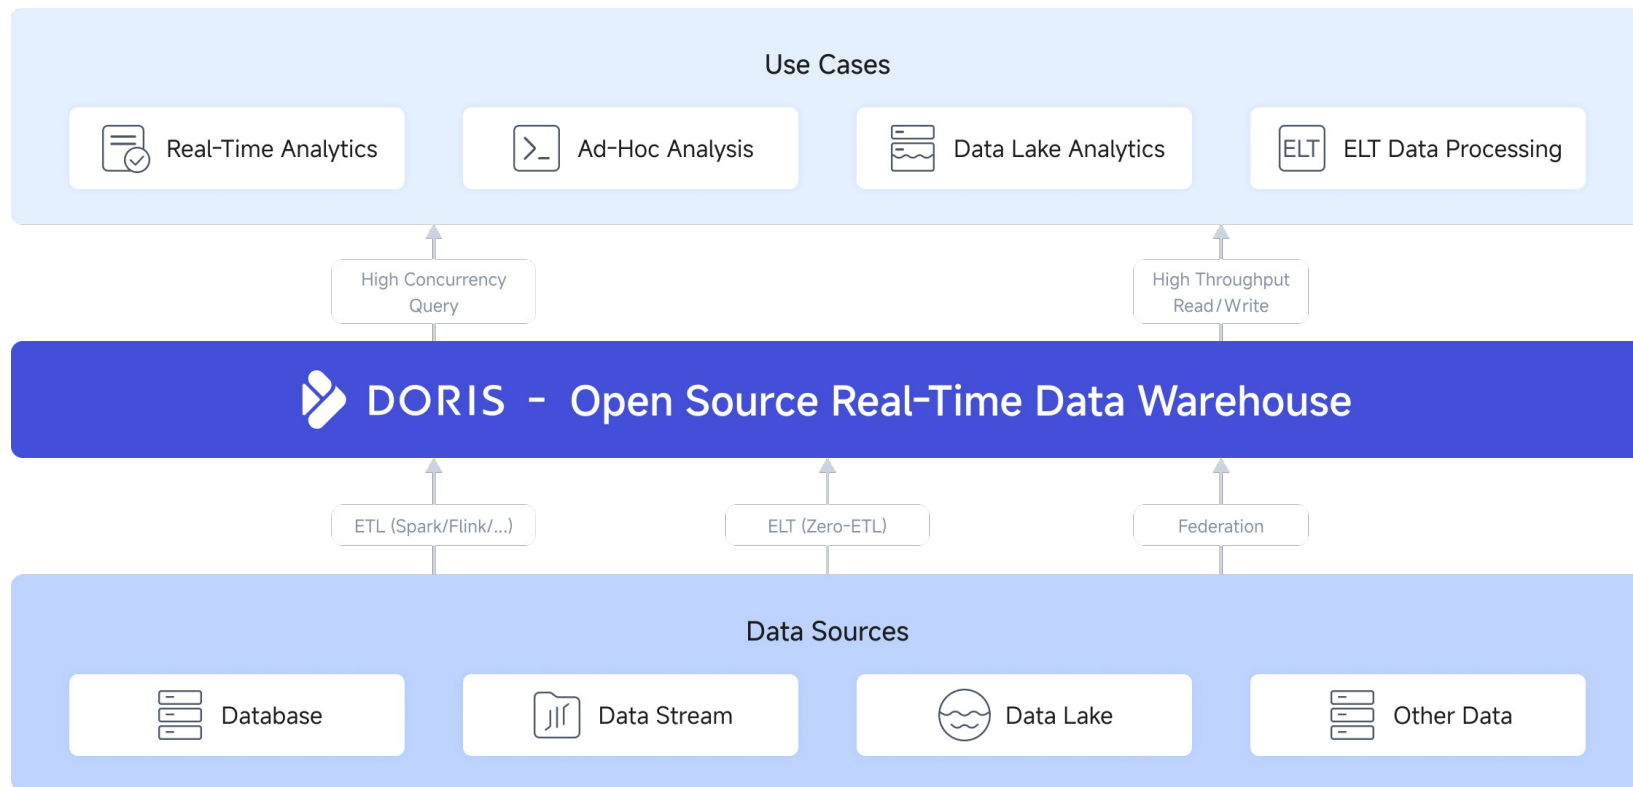 Use Cases
Real-Time Analytics
Ad-Hoc Analysis
Data Lake Analytics
ELT
ELT Data Processing
High Concurrency
Query
High Throughput
Read/Write
DORIS - Open Source Real-Time Data Warehouse
ETL (Spark/Flink/...)
ELT (Zero-ETL)
Federation
Data Sources
Database
Data Stream
Data Lake
Other Data